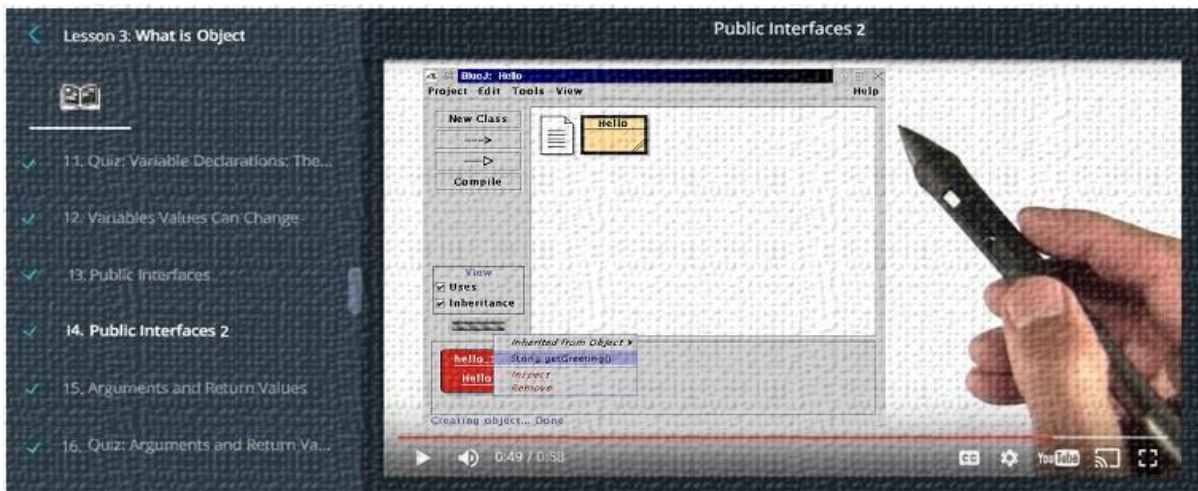 Lesson 3: What is Object
11. Quiz: Variable Declarations: The...
12. Variables Values Can Change
13. Public Interfaces
14. Public Interfaces 2
15. Arguments and Return Values
16. Quiz: Arguments and Return Va...
Public Interfaces 2
BlueJ: Hello
Project Edit Tools View Help
New Class
Compile
Hello
View
Uses
Inheritance
Inherited from Object
String getGreeting()
Inspect
Remove
hello_
Hello
Creating object... Done
0:49 / 0:58
CC
YouTube